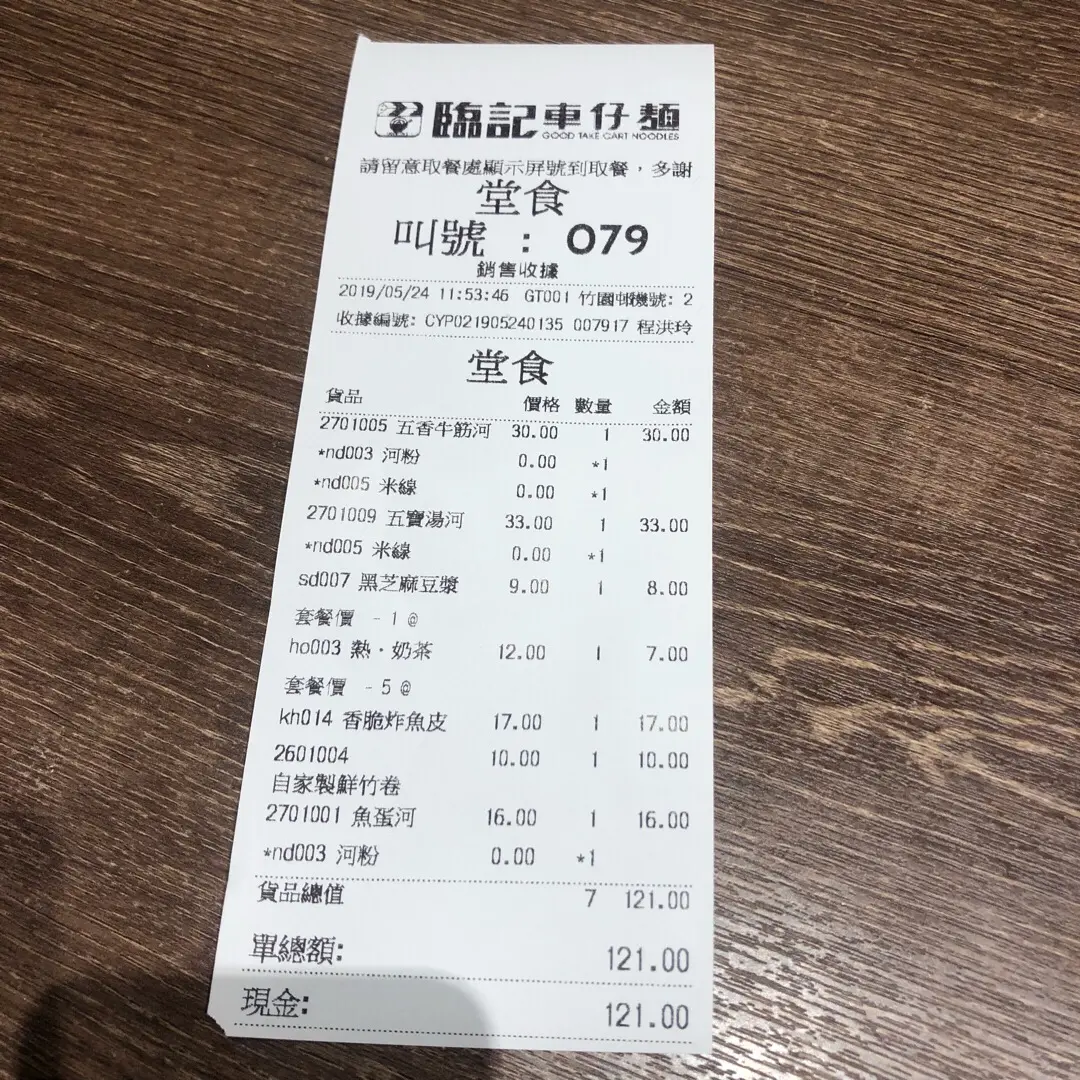 臨記車仔麵
GOOD TAKE CART NOODLES
請留意取餐處顯示屏號到取餐,多謝
堂食
叫號 : 079
銷售收據
2019/05/24 11:53:46 GT001 竹園邨機號: 2
收據編號: CYP021905240135 007917 程洪玲
堂食
貨品 價格 數量 金額
2701005 五香牛筋河 30.00 1 30.00
*nd003 河粉 0.00 *1
*nd005 米線 0.00 *1
2701009 五寶湯河 33.00 1 33.00
*nd005 米線 0.00 *1
sd007 黑芝麻豆漿 9.00 1 8.00
套餐價 -1@
ho003 熱·奶茶 12.00 1 7.00
套餐價 -5@
kh014 香脆炸魚皮 17.00 1 17.00
2601004 10.00 1 10.00
自家製鮮竹卷
2701001 魚蛋河 16.00 1 16.00
*nd003 河粉 0.00 *1
貨品總值 7 121.00
單總額: 121.00
現金: 121.00